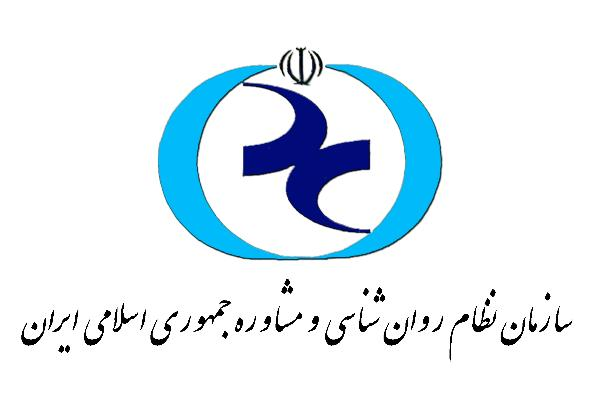 سازمان نظام روان شناسی و مشاوره جمهوری اسلامی ایران